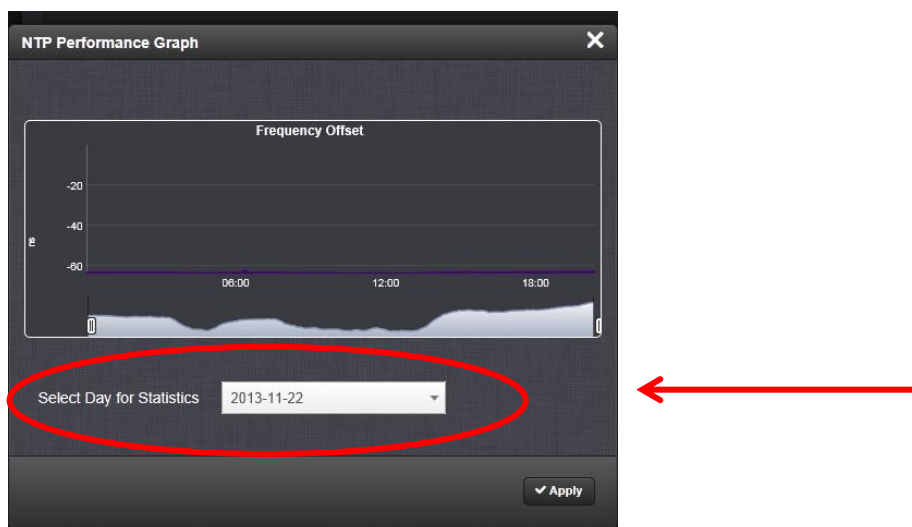 NTP Performance Graph
Frequency Offset
-20
-40
ns
-60
06:00 12:00 18:00
Select Day for Statistics 2013-11-22
Apply